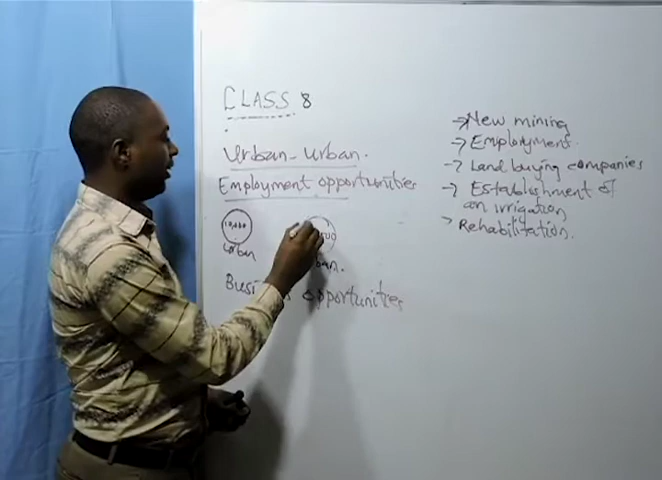 CLASS 8
Urban-Urban.
Employment opportunities
urban
opportunities
→ New mining
→ Employment.
→ Land buying companies
→ Establishment of
an irrigation
→ Rehabilitation.